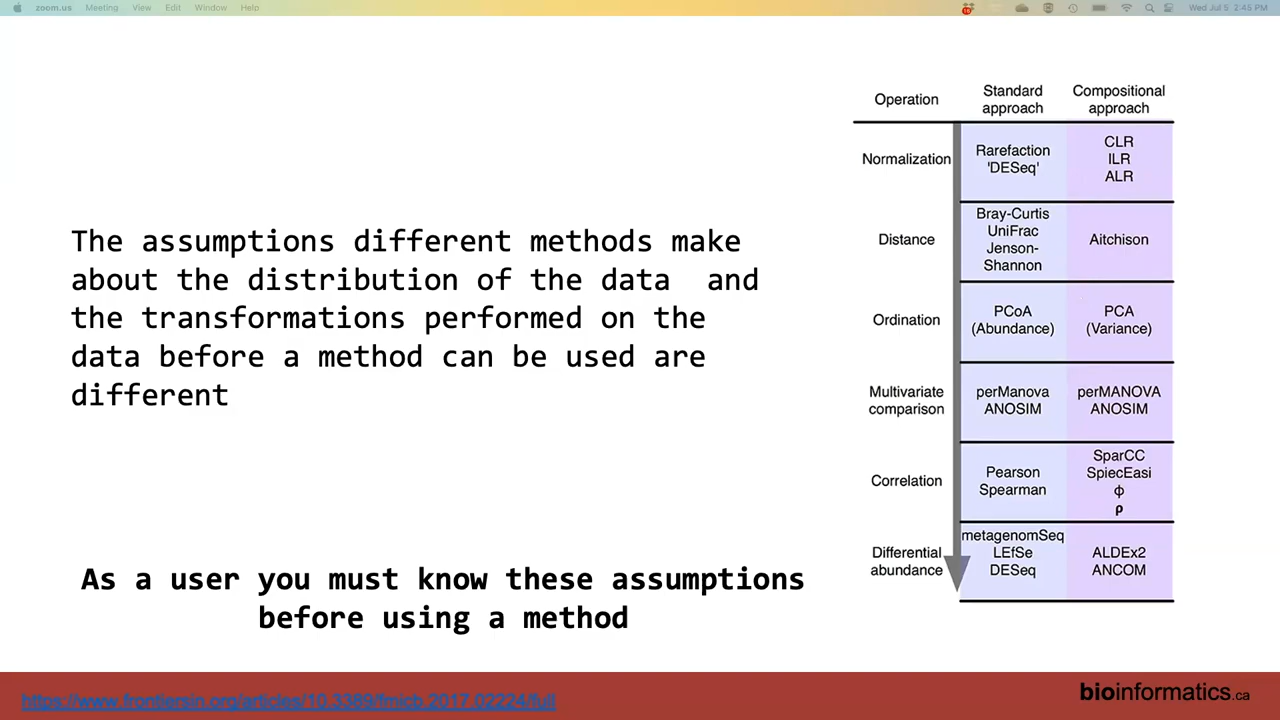 zoom.us Meeting View Edit Window Help
Wed Jul 5 2:45 PM
The assumptions different methods make
about the distribution of the data and
the transformations performed on the
data before a method can be used are
different
As a user you must know these assumptions
before using a method
Operation Standard approach Compositional approach
Normalization
Rarefaction
'DESeq'
CLR
ILR
ALR
Distance
Bray-Curtis
UniFrac
Jenson-
Shannon
Aitchison
Ordination
PCoA
(Abundance)
PCA
(Variance)
Multivariate
comparison
perManova
ANOSIM
perMANOVA
ANOSIM
Correlation
Pearson
Spearman
SparCC
SpiecEasi
ϕ
ρ
Differential
abundance
metagenomSeq
LEfSe
DESeq
ALDEx2
ANCOM
https://www.frontiersin.org/articles/10.3389/fmicb.2017.02224/full
bioinformatics.ca